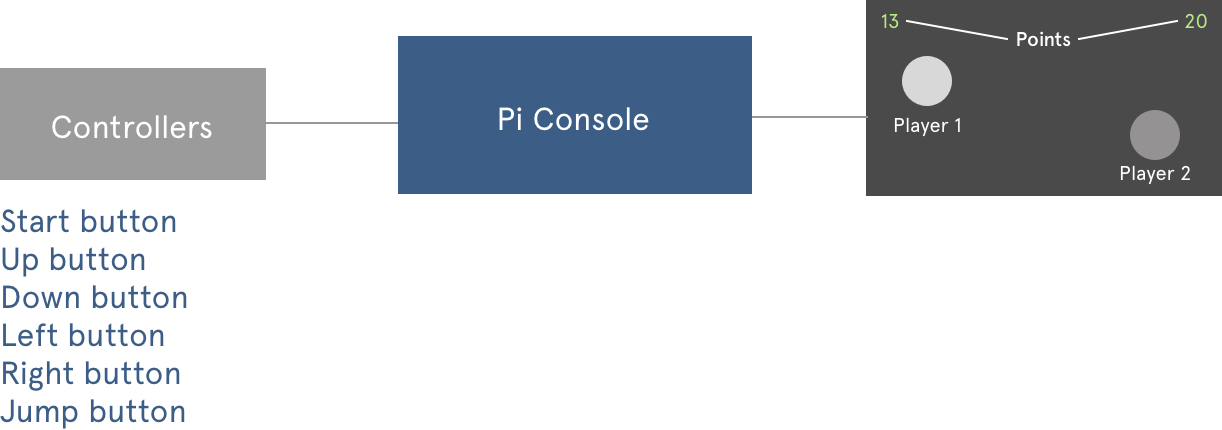 Controllers
Start button
Up button
Down button
Left button
Right button
Jump button
Pi Console
13 Points 20
Player 1
Player 2